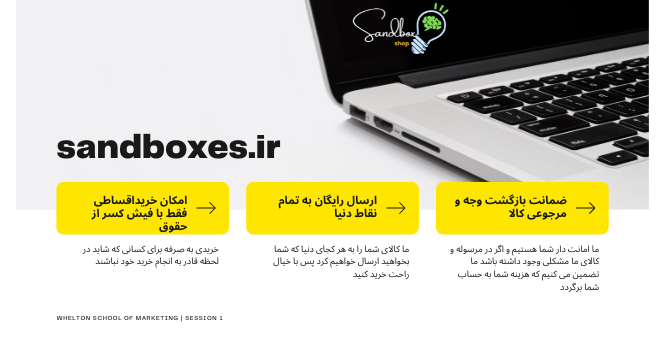 Sandbox
shop
sandboxes.ir
ضمانت بازگشت وجه و
مرجوعی کالا
ما امانت دار شما هستیم و اگر در مرسوله و
کالای ما مشکلی وجود داشته باشد ما
تضمین می کنیم که هزینه شما به حساب
شما برگردد
ارسال رایگان به تمام
نقاط دنیا
ما کالای شما را به هر کجای دنیا که شما
بخواهید ارسال خواهیم کرد پس با خیال
راحت خرید کنید
امکان خریداقساطی
فقط با فیش کسر از
حقوق
خریدی به صرفه برای کسانی که شاید در
لحظه قادر به انجام خرید خود نباشند
WHELTON SCHOOL OF MARKETING | SESSION 1